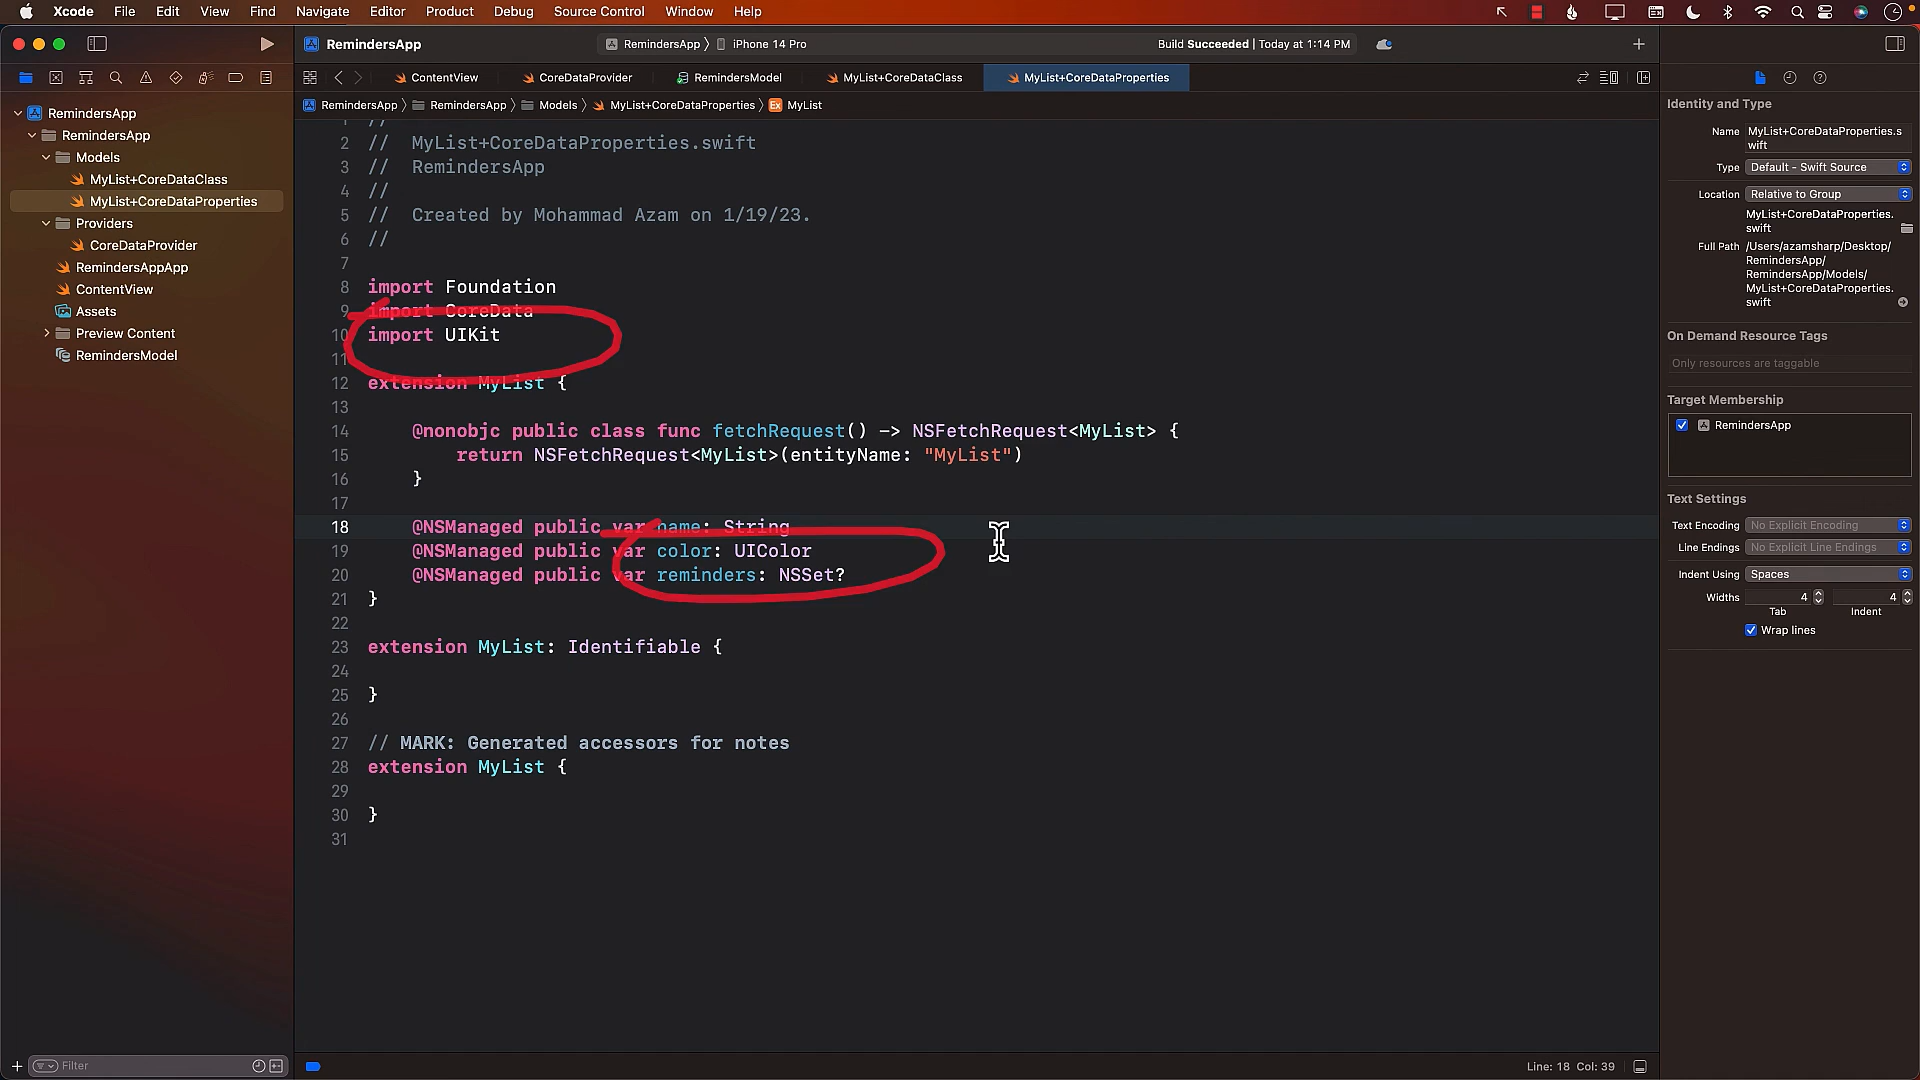 Xcode File Edit View Find Navigate Editor Product Debug Source Control Window Help
RemindersApp
RemindersApp 〉 iPhone 14 Pro
Build Succeeded | Today at 1:14 PM
ContentView
CoreDataProvider
RemindersModel
MyList+CoreDataClass
MyList+CoreDataProperties
RemindersApp 〉 RemindersApp 〉 Models 〉 MyList+CoreDataProperties 〉 Ex MyList
RemindersApp
RemindersApp
Models
MyList+CoreDataClass
MyList+CoreDataProperties
Providers
CoreDataProvider
RemindersAppApp
ContentView
Assets
Preview Content
RemindersModel
Filter
1 //
2 // MyList+CoreDataProperties.swift
3 // RemindersApp
4 //
5 // Created by Mohammad Azam on 1/19/23.
6 //
7
8 import Foundation
9 import CoreData
10 import UIKit
11
12 extension MyList {
13
14 @nonobjc public class func fetchRequest() -> NSFetchRequest<MyList> {
15 return NSFetchRequest<MyList>(entityName: "MyList")
16 }
17
18 @NSManaged public var name: String
19 @NSManaged public var color: UIColor
20 @NSManaged public var reminders: NSSet?
21 }
22
23 extension MyList: Identifiable {
24
25 }
26
27 // MARK: Generated accessors for notes
28 extension MyList {
29
30 }
31
Line: 18 Col: 39
Identity and Type
Name MyList+CoreDataProperties.s
wift
Type Default - Swift Source
Location Relative to Group
MyList+CoreDataProperties.
swift
Full Path /Users/azamsharp/Desktop/
RemindersApp/
RemindersApp/Models/
MyList+CoreDataProperties.
swift
On Demand Resource Tags
Only resources are taggable
Target Membership
RemindersApp
Text Settings
Text Encoding No Explicit Encoding
Line Endings No Explicit Line Endings
Indent Using Spaces
Widths 4 4
Tab Indent
Wrap lines